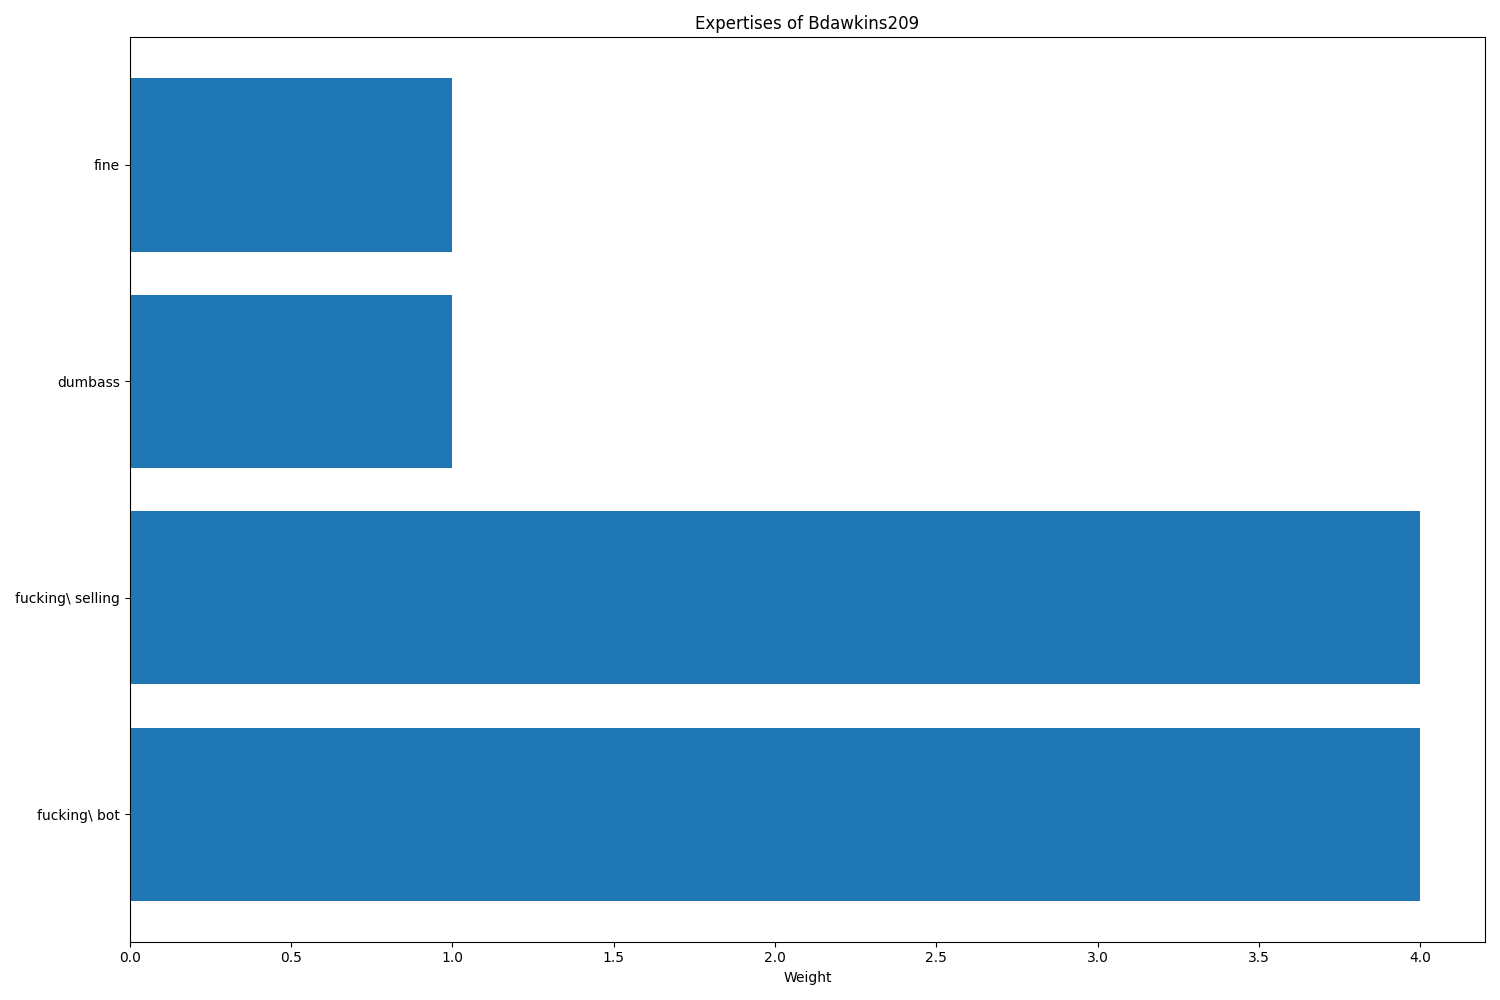 Expertises of Bdawkins209
fine
dumbass
fucking\ selling
fucking\ bot
0.0 0.5 1.0 1.5 2.0 2.5 3.0 3.5 4.0
Weight